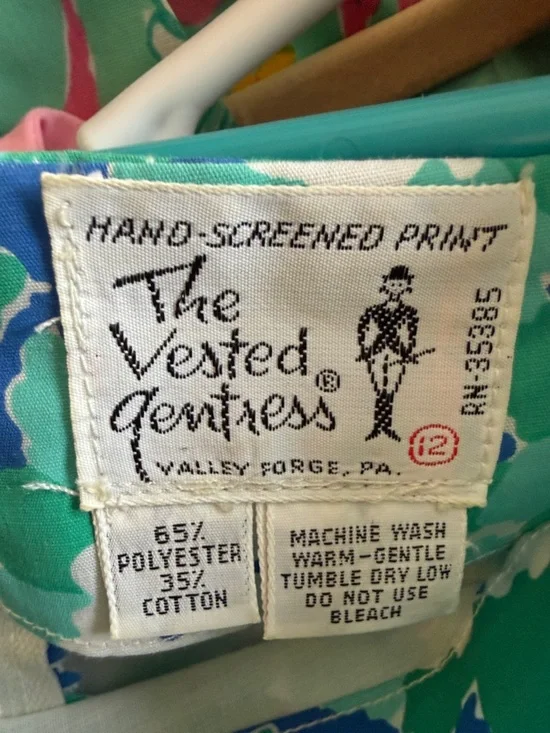 HAND-SCREENED PRINT
The
Vested
Gentress®
VALLEY FORGE, PA.
RN 35385
12
65%
POLYESTER
35%
COTTON
MACHINE WASH
WARM-GENTLE
TUMBLE DRY LOW
DO NOT USE
BLEACH